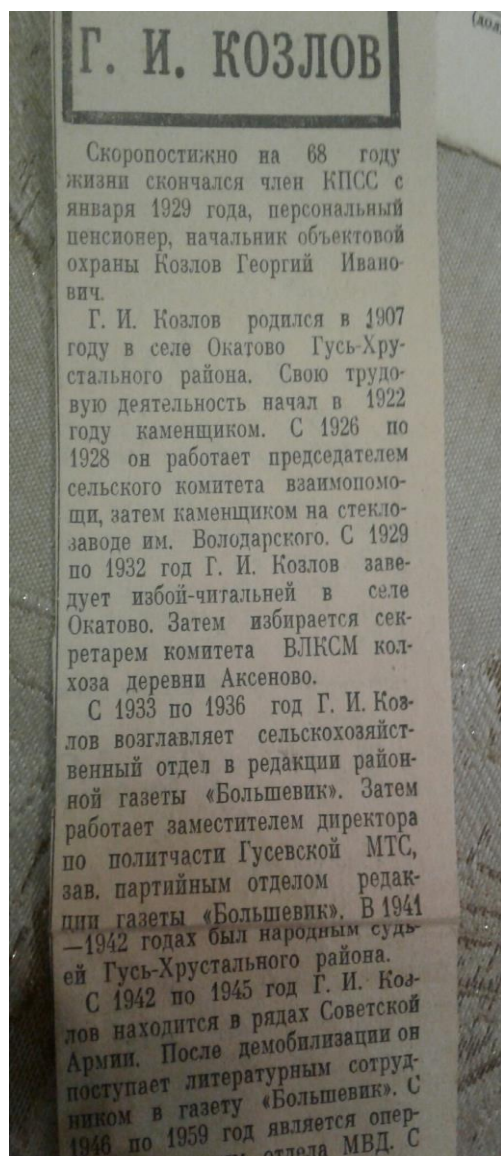 Г. И. КОЗЛОВ
Скоропостижно на 68 году
жизни скончался член КПСС с
января 1929 года, персональный
пенсионер, начальник объектовой
охраны Козлов Георгий Ивано-
вич.
Г. И. Козлов родился в 1907
году в селе Окатово Гусь-Хру-
стального района. Свою трудо-
вую деятельность начал в 1922
году каменщиком. С 1926 по
1928 он работает председателем
сельского комитета взаимопомо-
щи, затем каменщиком на стекло-
заводе им. Володарского. С 1929
по 1932 год Г. И. Козлов заве-
дует избой-читальней в селе
Окатово. Затем избирается сек-
ретарем комитета ВЛКСМ кол-
хоза деревни Аксеново.
С 1933 по 1936 год Г. И. Коз-
лов возглавляет сельскохозяйст-
венный отдел в редакции район-
ной газеты «Большевик». Затем
работает заместителем директора
по политчасти Гусевской МТС,
зав. партийным отделом редак-
ции газеты «Большевик». В 1941
—1942 годах был народным судь-
ей Гусь-Хрустального района.
С 1942 по 1945 год Г. И. Коз-
лов находится в рядах Советской
Армии. После демобилизации он
поступает литературным сотруд-
ником в газету «Большевик». С
1946 по 1959 год является опер-
отдела МВД. С